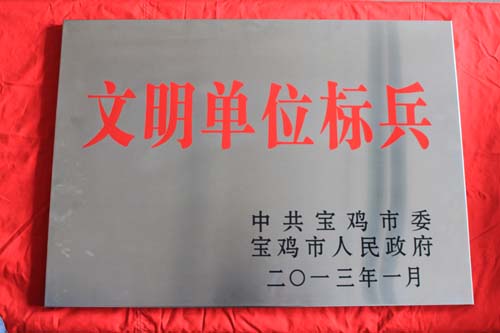 文明单位标兵
中共宝鸡市委
宝鸡市人民政府
二〇一三年一月